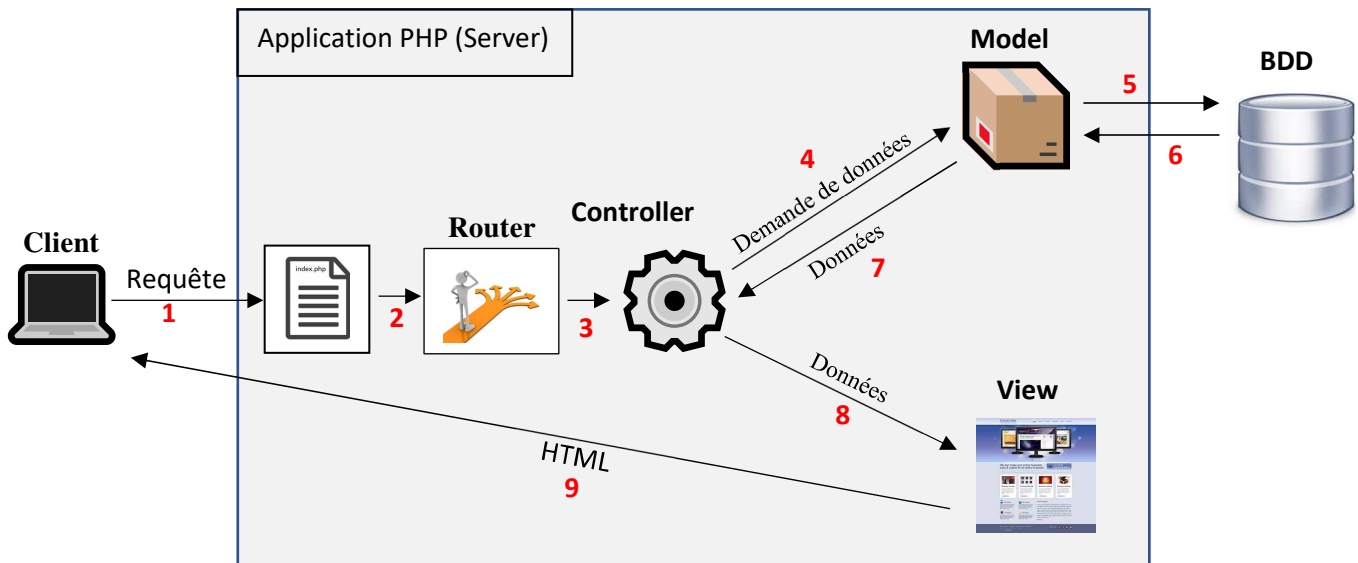 Application PHP (Server)
Model
BDD
5
6
4
Demande de données
Données
7
Controller
Router
Client
Requête
1
index.php
2
3
Données
8
View
HTML
9